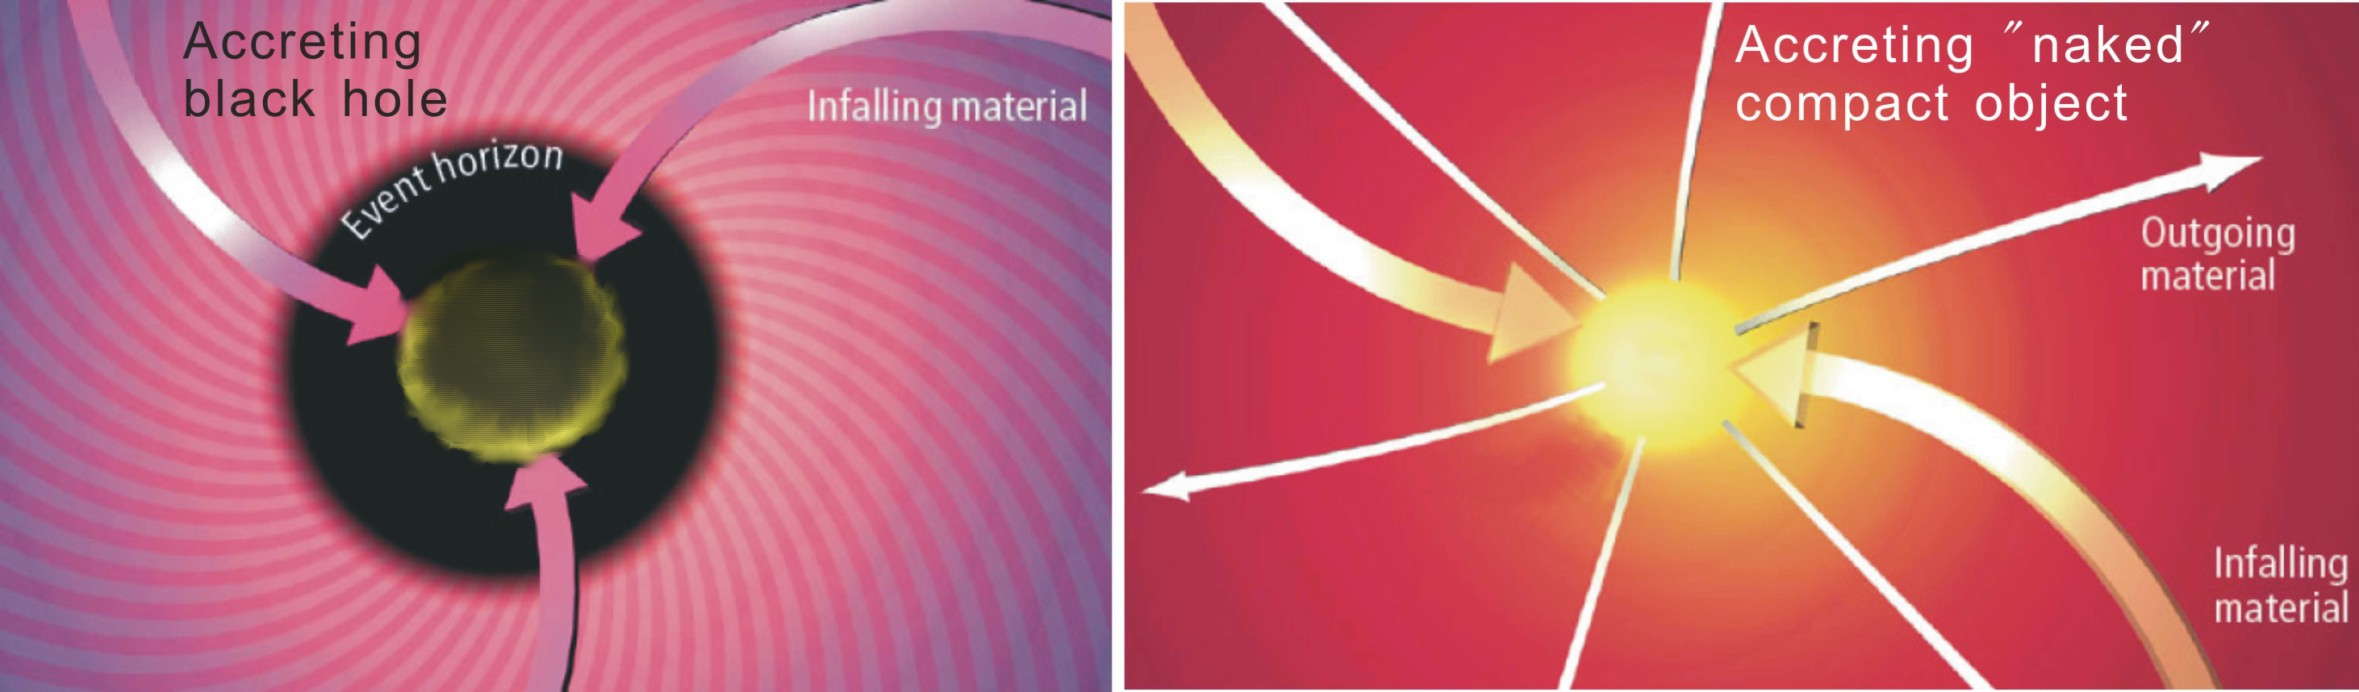 Accreting
black hole
Event horizon
Infalling material
Accreting "naked"
compact object
Outgoing
material
Infalling
material